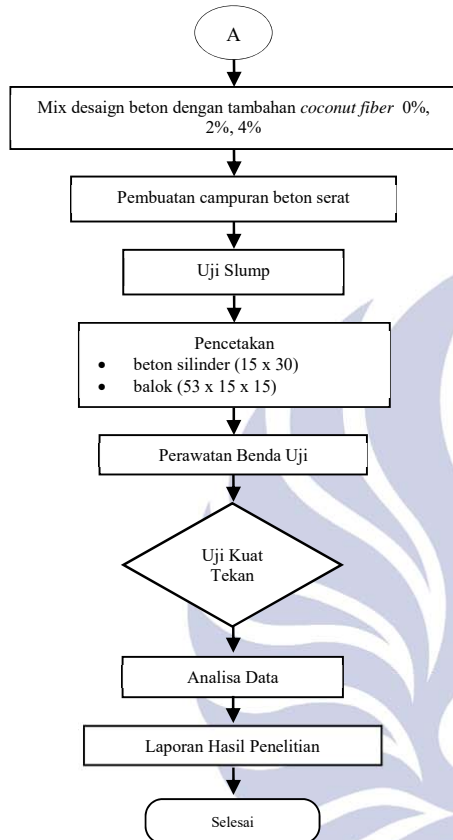 A
Mix desaign beton dengan tambahan coconut fiber 0%,
2%, 4%
Pembuatan campuran beton serat
Uji Slump
Pencetakan
• beton silinder (15 x 30)
• balok (53 x 15 x 15)
Perawatan Benda Uji
Uji Kuat
Tekan
Analisa Data
Laporan Hasil Penelitian
Selesai